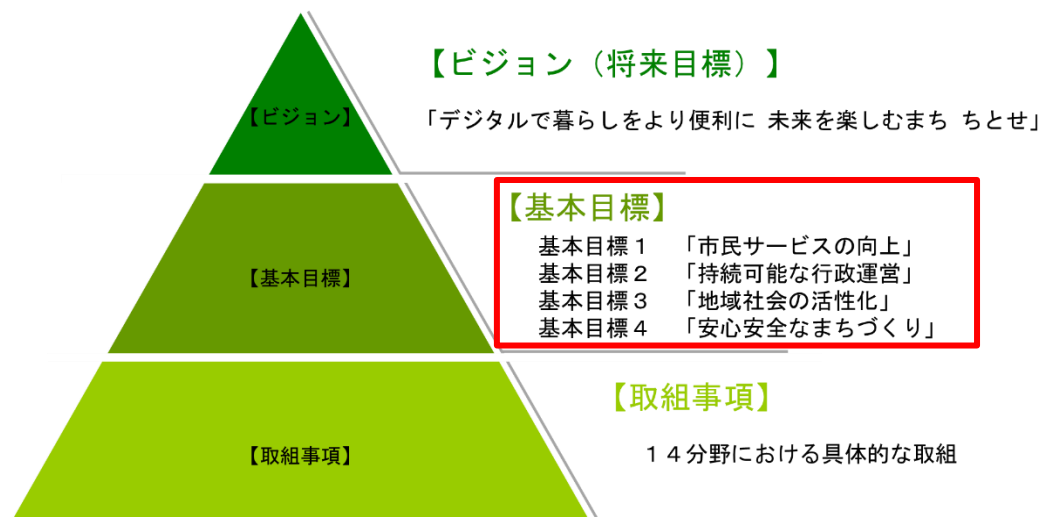 【ビジョン（将来目標）】
【ビジョン】
「デジタルで暮らしをより便利に 未来を楽しむまち ちとせ」
【基本目標】
基本目標１ 「市民サービスの向上」
基本目標２ 「持続可能な行政運営」
【基本目標】
基本目標３ 「地域社会の活性化」
基本目標４ 「安心安全なまちづくり」
【取組事項】
【取組事項】
１４分野における具体的な取組